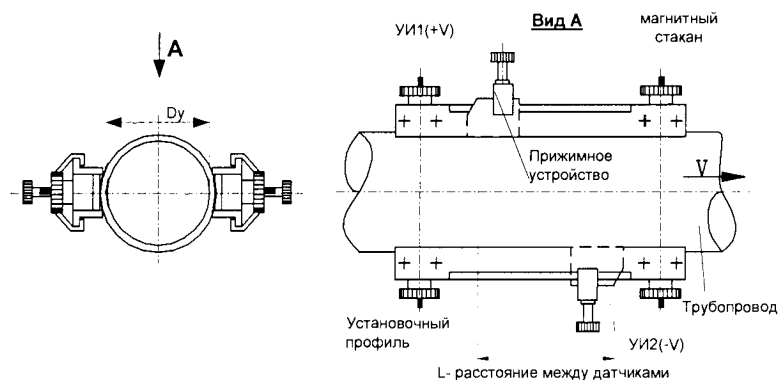 A
Dy
УИ1(+V)
Вид А
магнитный
стакан
Прижимное
устройство
V
Трубопровод
Установочный
профиль
УИ2(-V)
L- расстояние между датчиками